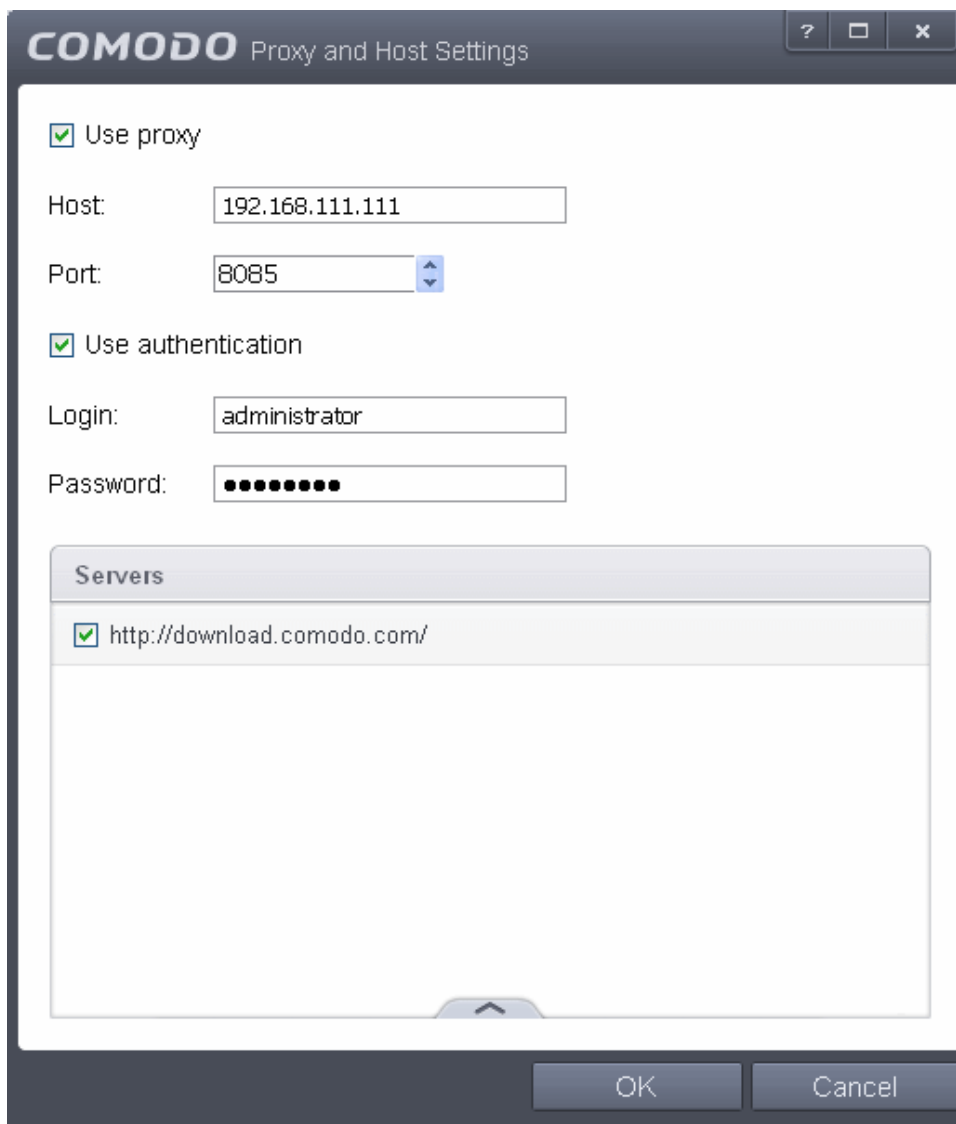 COMODO Proxy and Host Settings ?
Use proxy
Host: 192.168.111.111
Port: 8085
Use authentication
Login: administrator
Password: ●●●●●●●●
Servers
http://download.comodo.com/
OK Cancel